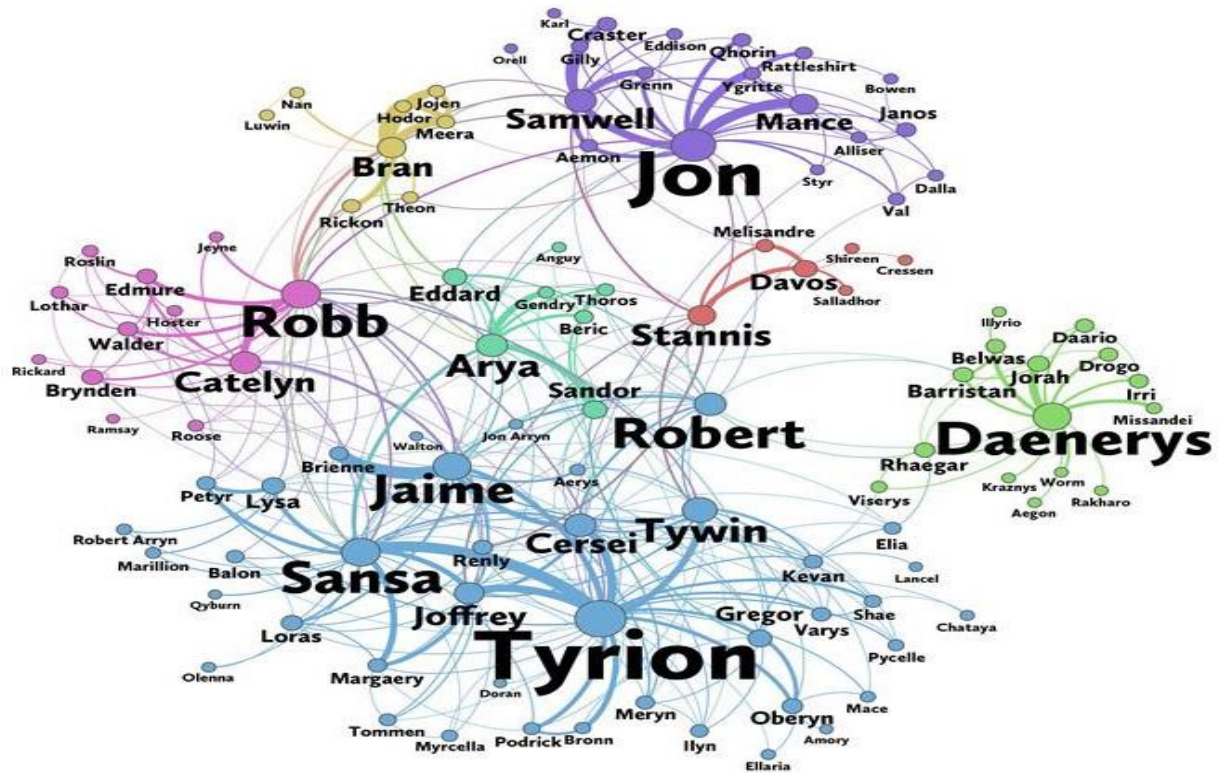 Karl
Craster
Eddison
Qhorin
Orell
Gilly
Rattleshirt
Grenn
Ygritte
Bowen
Nan
Jojen
Hodor
Luwin
Meera
Samwell
Mance
Janos
Bran
Aemon
Jon
Alliser
Styr
Dalla
Rickon
Theon
Val
Melisandre
Jeyne
Roslin
Anguy
Shireen
Cressen
Edmure
Eddard
Davos
Lothar
Gendry
Thoros
Salladhor
Hoster
Robb
Beric
Stannis
Illyrio
Daario
Walder
Belwas
Drogo
Rickard
Catelyn
Arya
Barristan
Jorah
Irri
Brynden
Sandor
Missandei
Ramsay
Roose
Walton
Jon Arryn
Robert
Daenerys
Brienne
Rhaegar
Petyr
Lysa
Jaime
Aerys
Viserys
Kraznys
Worm
Rakharo
Aegon
Robert Arryn
Cersei
Tywin
Elia
Marillion
Balon
Sansa
Renly
Kevan
Lancel
Qyburn
Joffrey
Gregor
Varys
Shae
Chataya
Loras
Tyrion
Pycelle
Olenna
Margaery
Doran
Meryn
Oberyn
Mace
Tommen
Myrcella
Podrick
Bronn
Ilyn
Amory
Ellaria